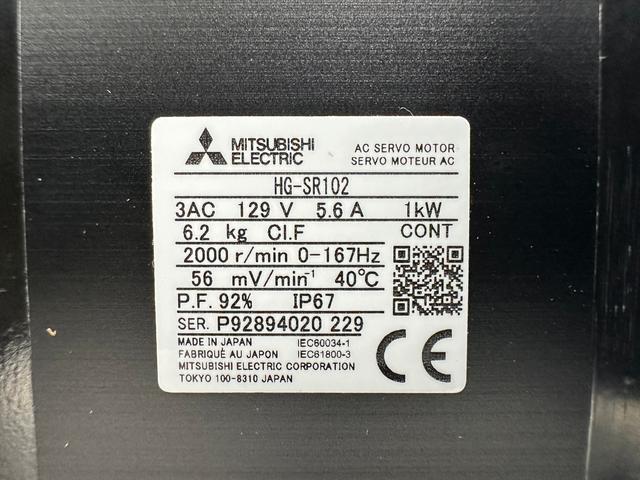 MITSUBISHI
ELECTRIC
AC SERVO MOTOR
SERVO MOTEUR AC
HG-SR102
3AC 129 V 5.6 A 1kW
6.2 kg CI.F CONT
2000 r/min 0-167Hz
56 mV/min⁻¹ 40℃
P.F. 92% IP67
SER. P92894020 229
MADE IN JAPAN IEC60034-1
FABRIQUÉ AU JAPON IEC61800-3
MITSUBISHI ELECTRIC CORPORATION
TOKYO 100-8310 JAPAN
CE